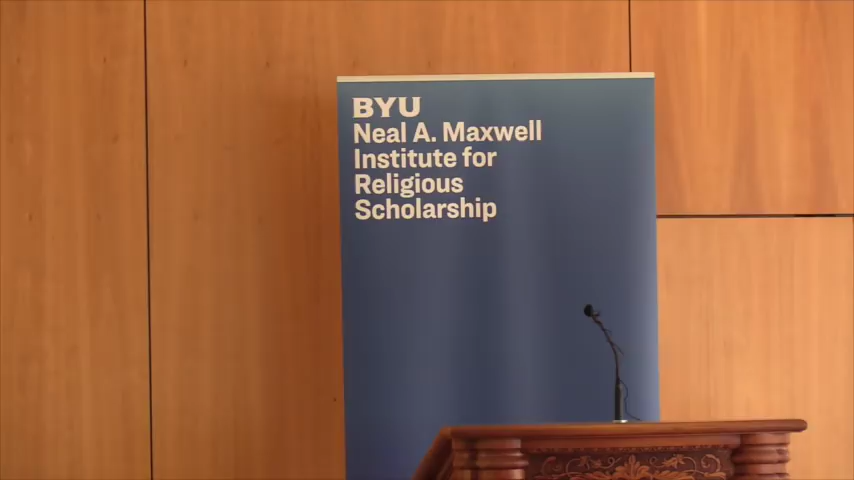 BYU
Neal A. Maxwell
Institute for
Religious
Scholarship